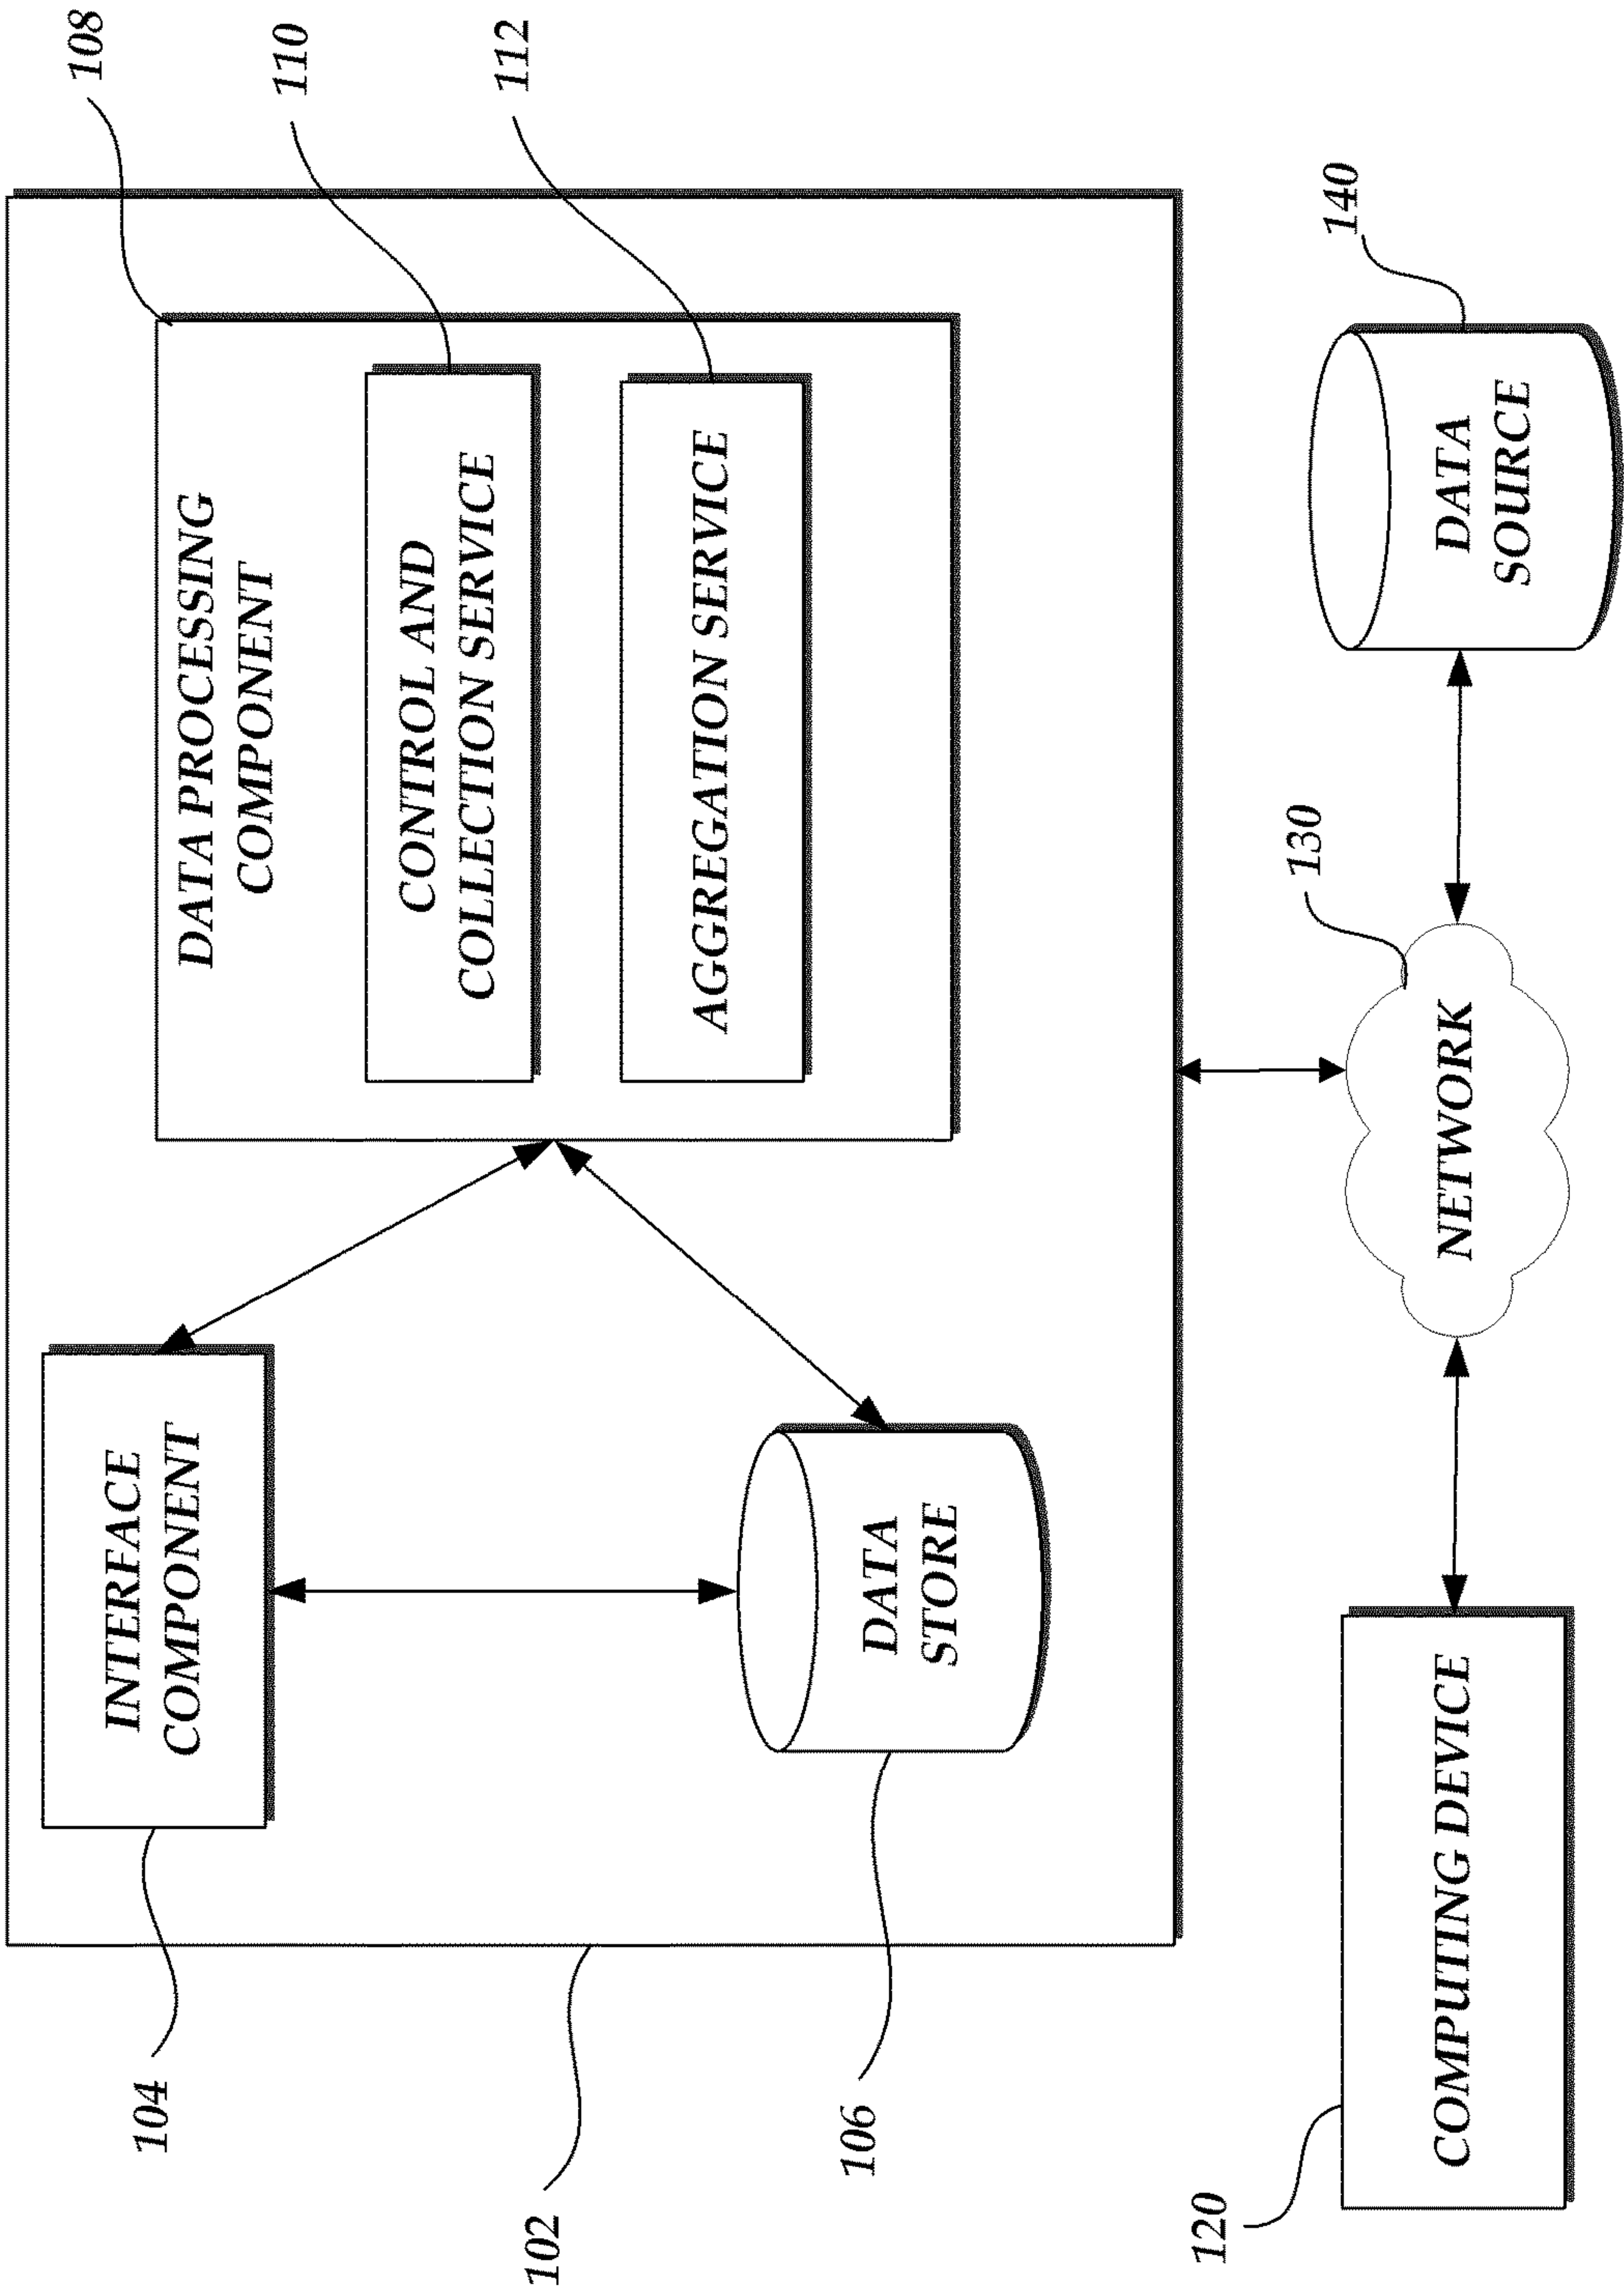 108
DATA PROCESSING
COMPONENT
110
CONTROL AND
COLLECTION SERVICE
112
AGGREGATION SERVICE
INTERFACE
COMPONENT
104
DATA
STORE
106
102
120
COMPUTING DEVICE
130
NETWORK
140
DATA
SOURCE